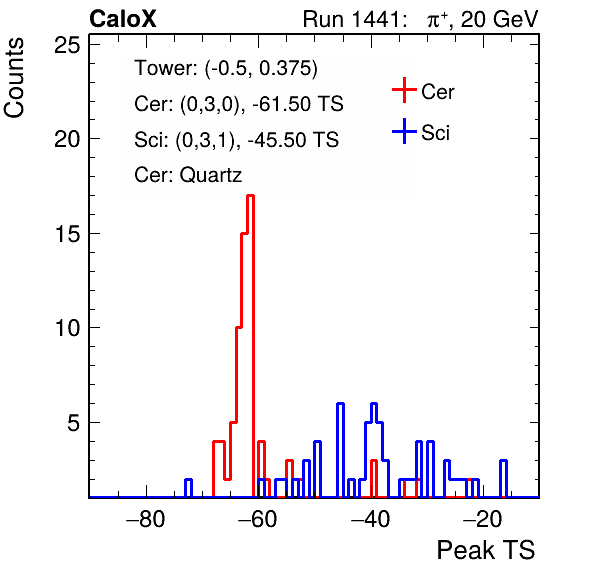 CaloX Run 1441: π⁺, 20 GeV
Counts
25
20
15
10
5
Tower: (-0.5, 0.375)
Cer: (0,3,0), -61.50 TS
Sci: (0,3,1), -45.50 TS
Cer: Quartz
Cer
Sci
−80 −60 −40 −20
Peak TS